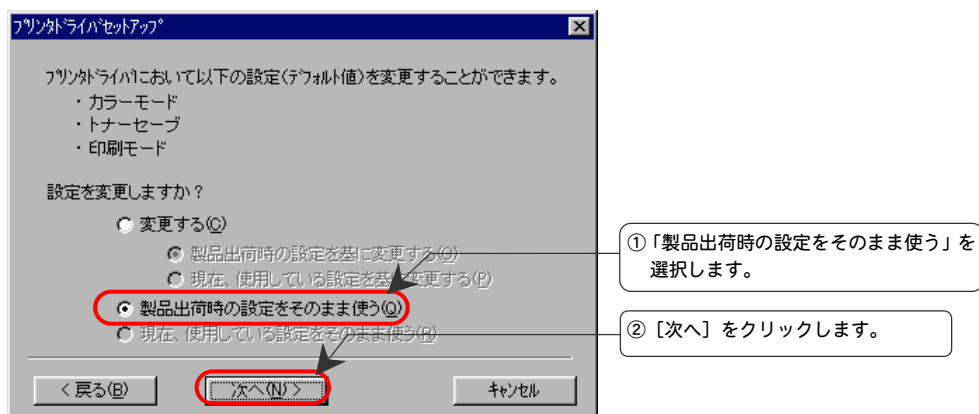 プリンタドライバセットアップ
プリンタドライバにおいて以下の設定(デフォルト値)を変更することができます。
・カラーモード
・トナーセーブ
・印刷モード
設定を変更しますか?
変更する(C)
製品出荷時の設定を基に変更する(O)
現在、使用している設定を基に変更する(P)
製品出荷時の設定をそのまま使う(Q)
現在、使用している設定をそのまま使う(R)
<戻る(B)
次へ(N)>
キャンセル
①「製品出荷時の設定をそのまま使う」を
選択します。
②[次へ]をクリックします。